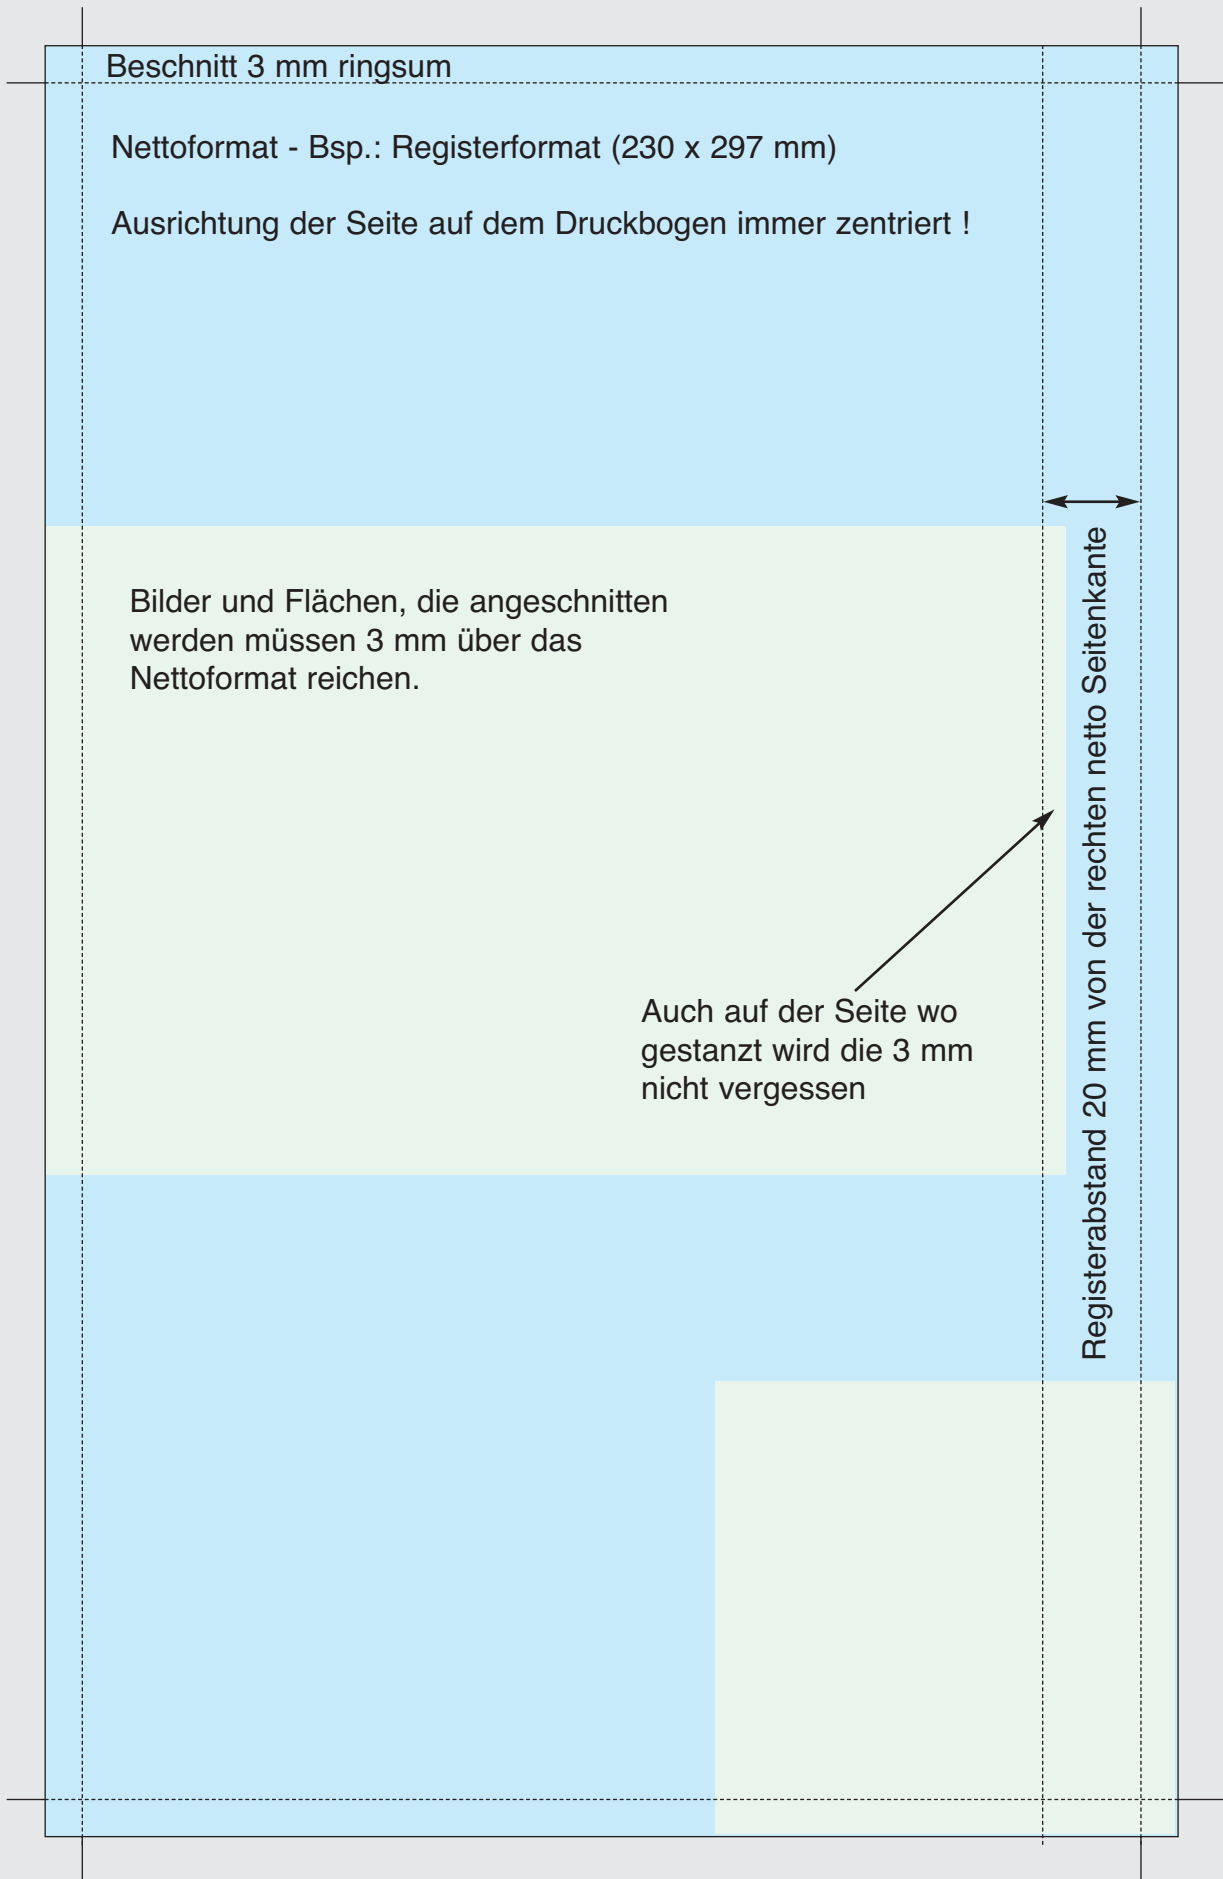 Beschnitt 3 mm ringsum
Nettoformat - Bsp.: Registerformat (230 x 297 mm)
Ausrichtung der Seite auf dem Druckbogen immer zentriert !
Bilder und Flächen, die angeschnitten
werden müssen 3 mm über das
Nettoformat reichen.
Auch auf der Seite wo
gestanzt wird die 3 mm
nicht vergessen
Registerabstand 20 mm von der rechten netto Seitenkante